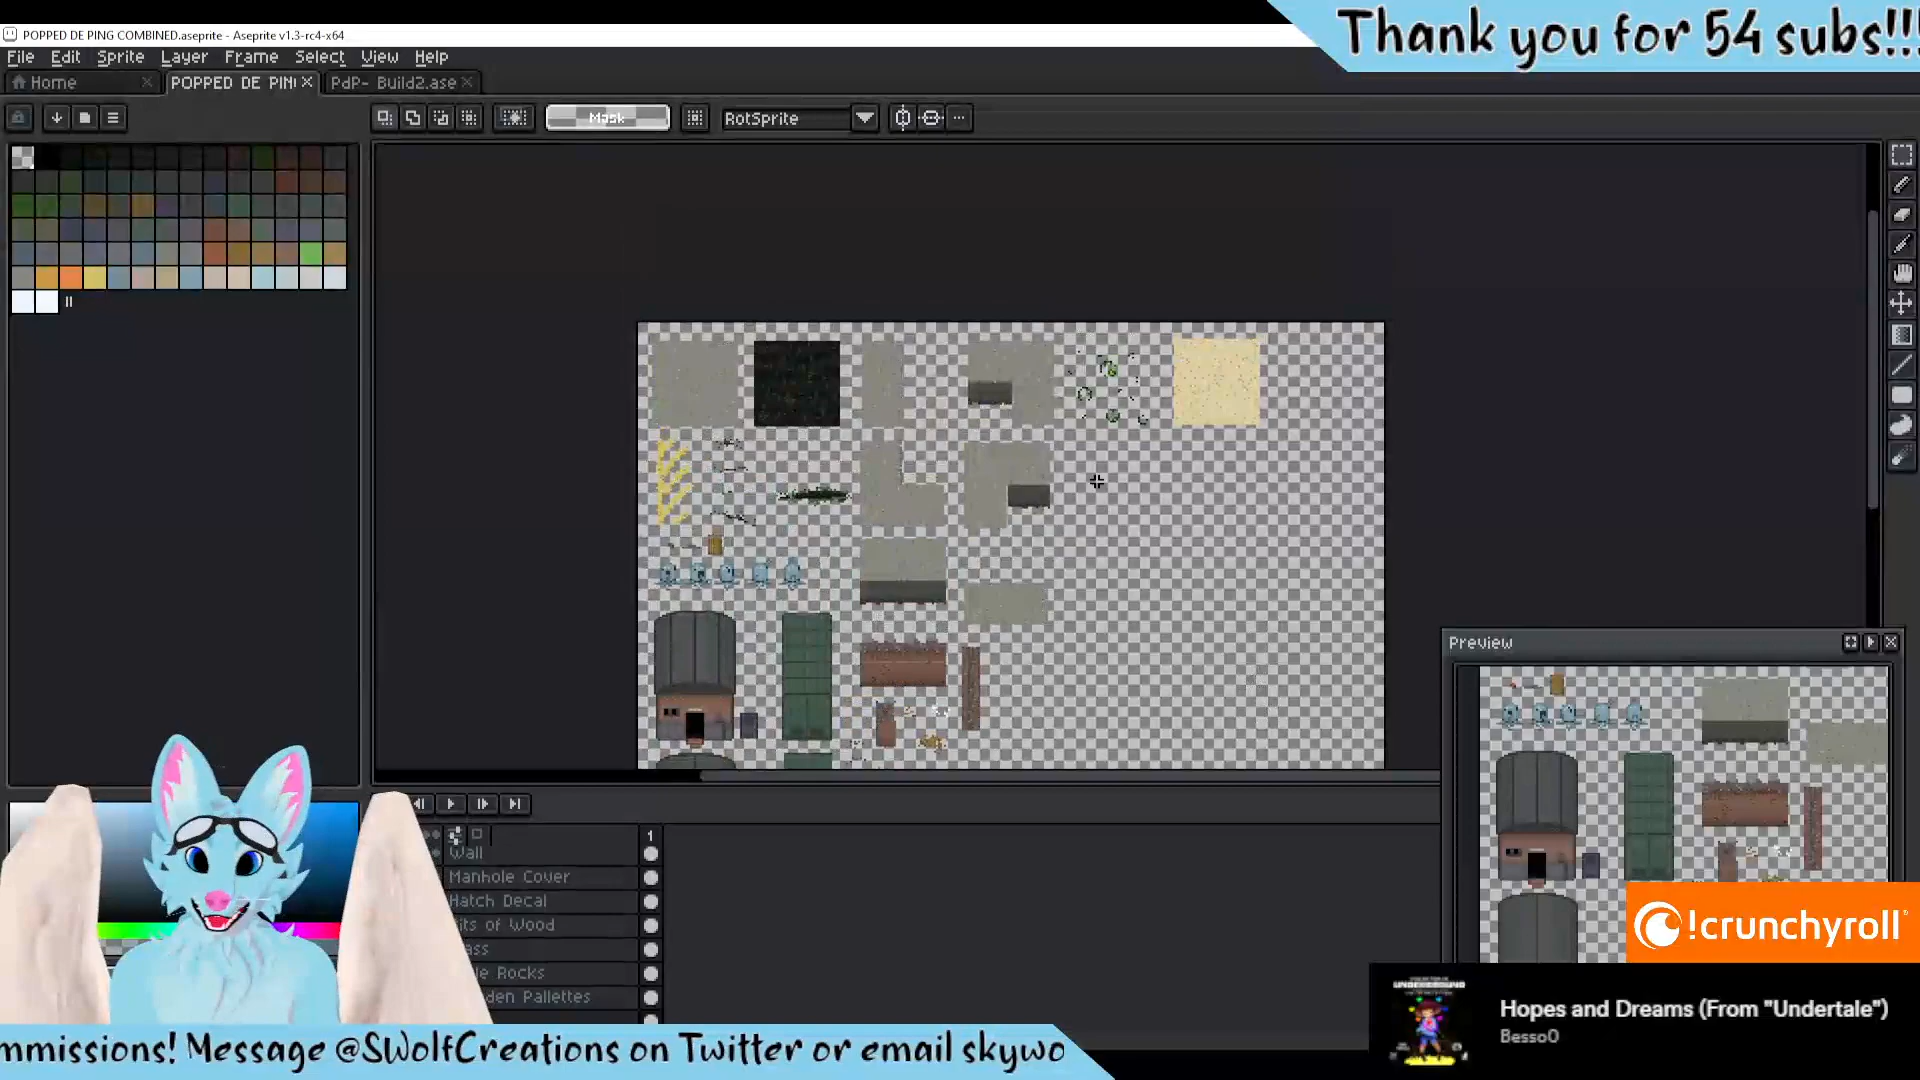 Thank you for 54 subs!!!
POPPED DE PING COMBINED.aseprite - Aseprite v1.3-rc4-x64
File Edit Sprite Layer Frame Select View Help
Home
POPPED DE PIN
PdP- Build2.ase
Mask
RotSprite
Preview
1
Wall
Manhole Cover
Hatch Decal
its of Wood
ass
le Rocks
den Pallettes
!crunchyroll
Hopes and Dreams (From "Undertale")
Besso0
mmissions! Message @SWolfCreations on Twitter or email skywo